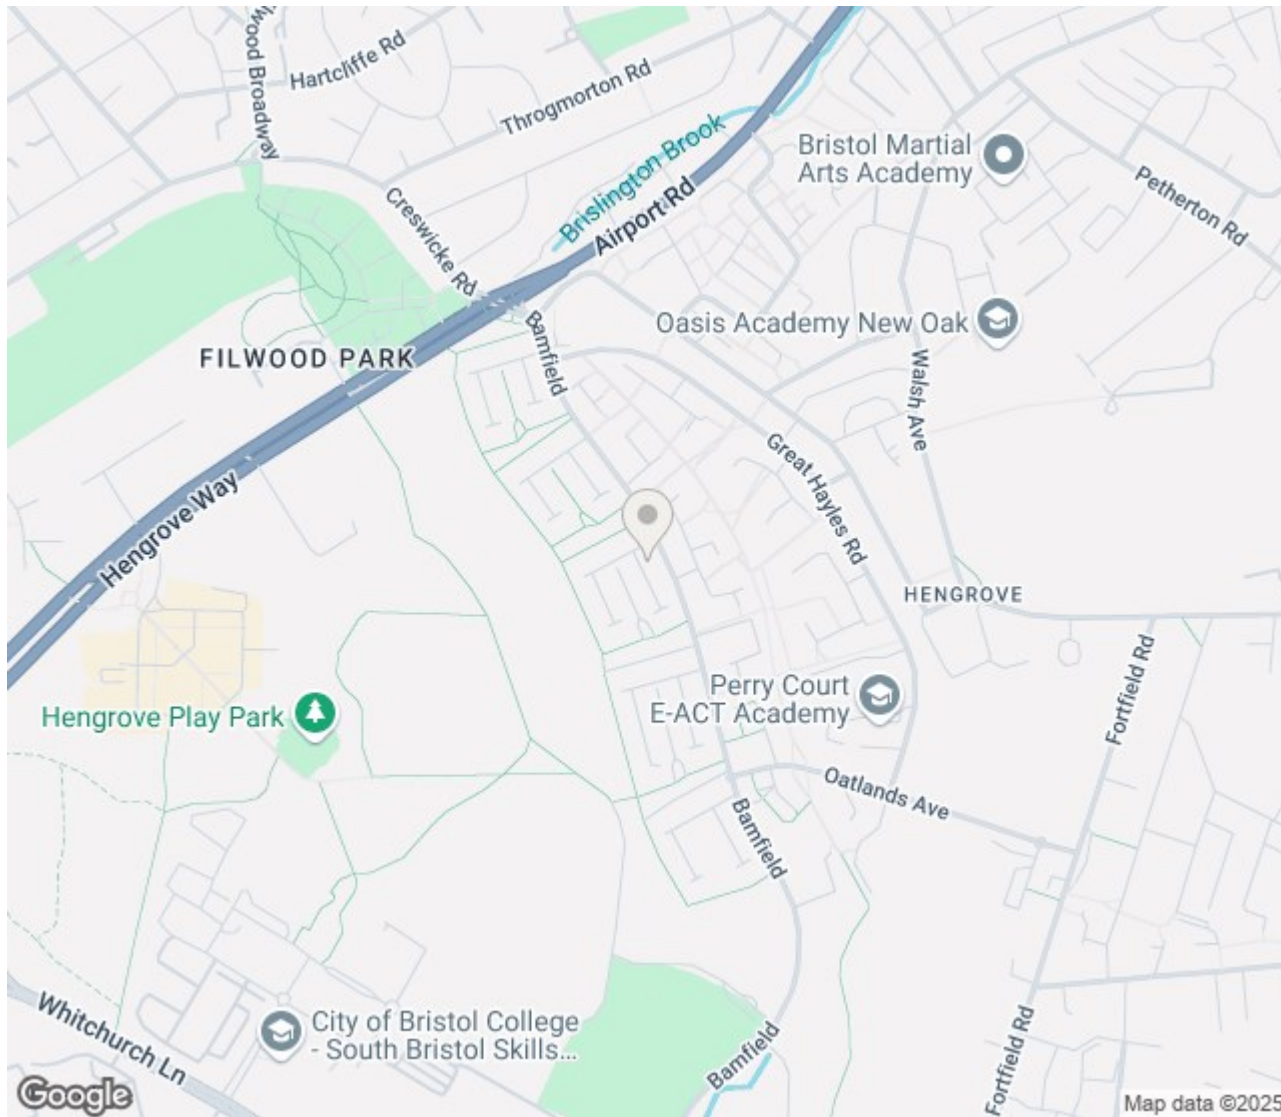 wood Broadway
Hartcliffe Rd
Throgmorton Rd
Brislington Brook
Airport Rd
Bristol Martial
Arts Academy
Petherton Rd
Creswicke Rd
Oasis Academy New Oak
Bamfield
FILWOOD PARK
Walsh Ave
Great Hayles Rd
Hengrove Way
HENGROVE
Fortfield Rd
Perry Court
E-ACT Academy
Hengrove Play Park
Oatlands Ave
Bamfield
City of Bristol College
- South Bristol Skills...
Whitchurch Ln
Bamfield
Fortfield Rd
Google
Map data ©2025